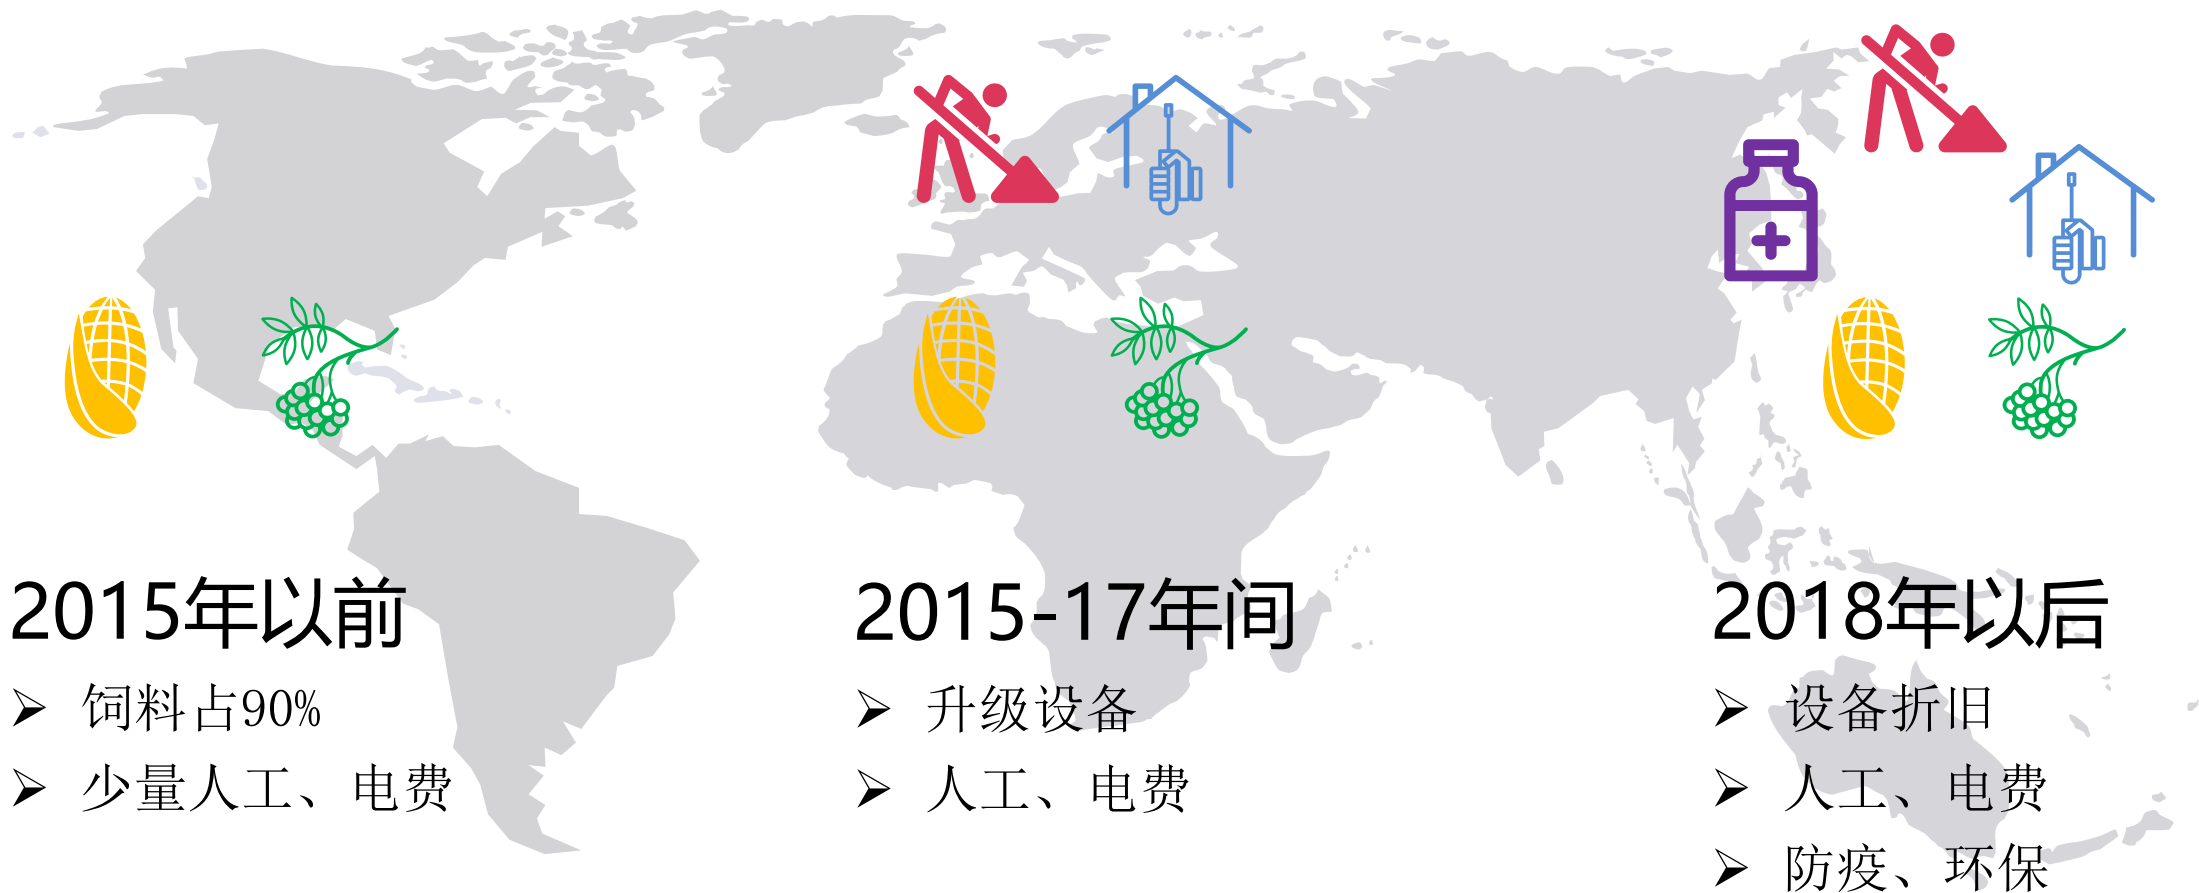 2015年以前
饲料占90%
少量人工、电费
2015-17年间
升级设备
人工、电费
2018年以后
设备折旧
人工、电费
防疫、环保